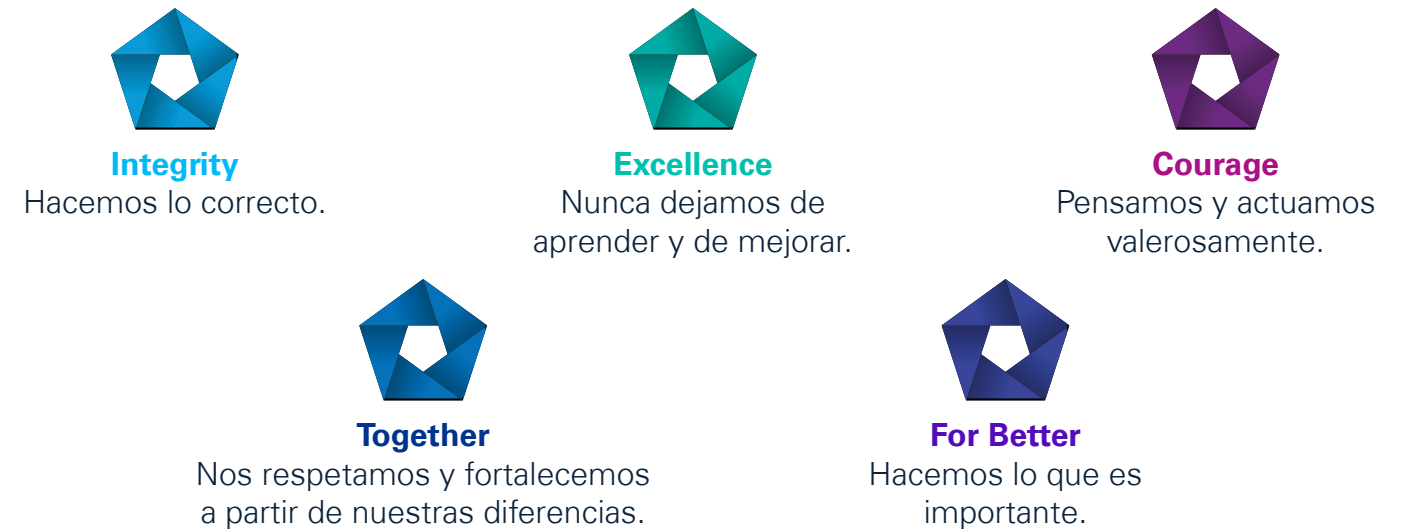 Integrity
Hacemos lo correcto.
Excellence
Nunca dejamos de
aprender y de mejorar.
Courage
Pensamos y actuamos
valerosamente.
Together
Nos respetamos y fortalecemos
a partir de nuestras diferencias.
For Better
Hacemos lo que es
importante.